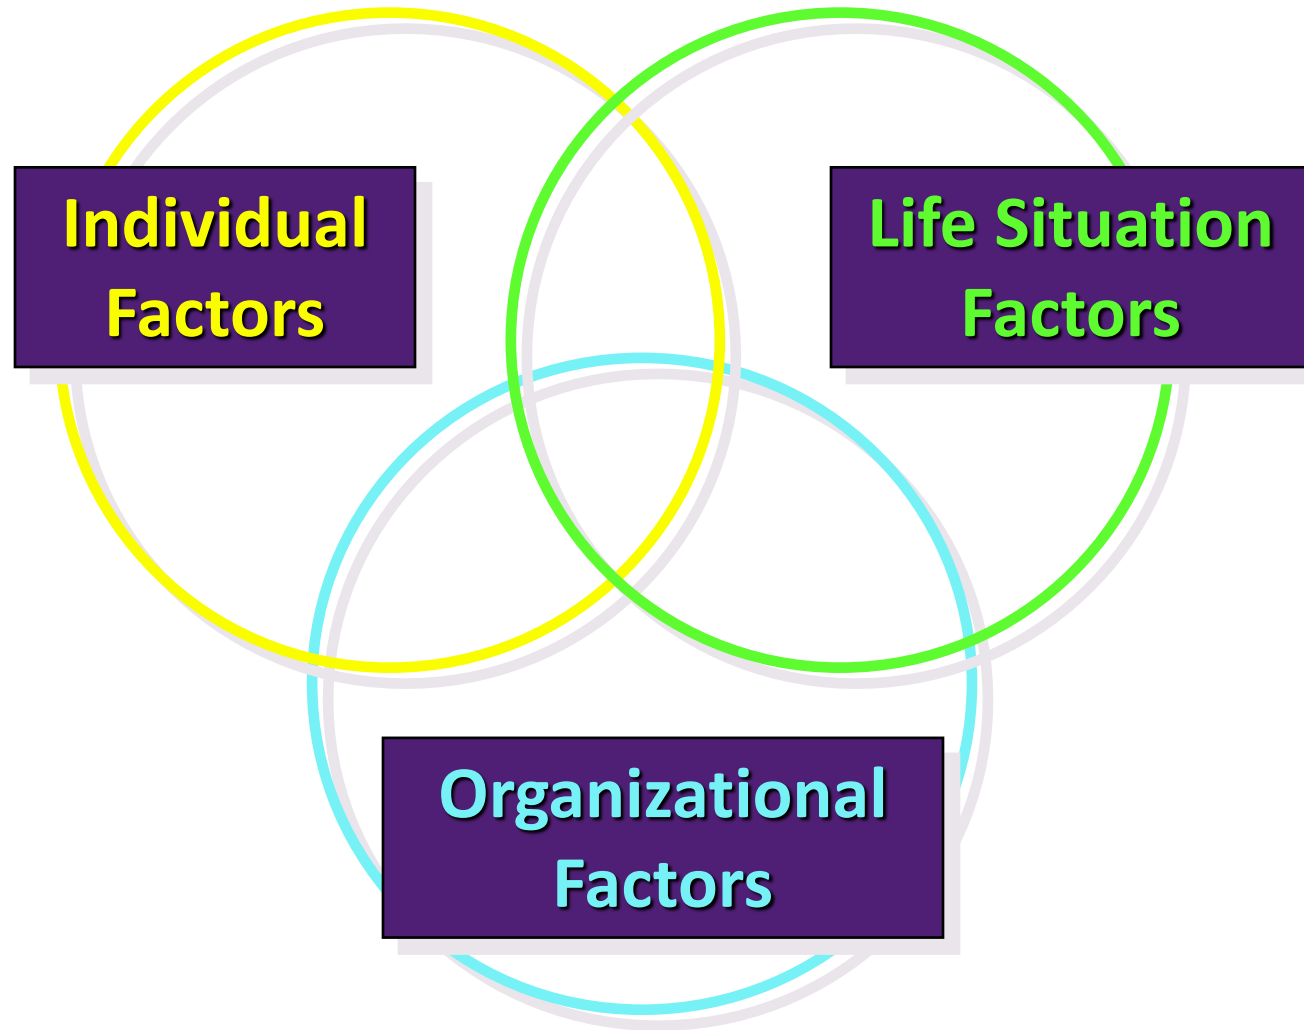 Individual
Factors
Life Situation
Factors
Organizational
Factors